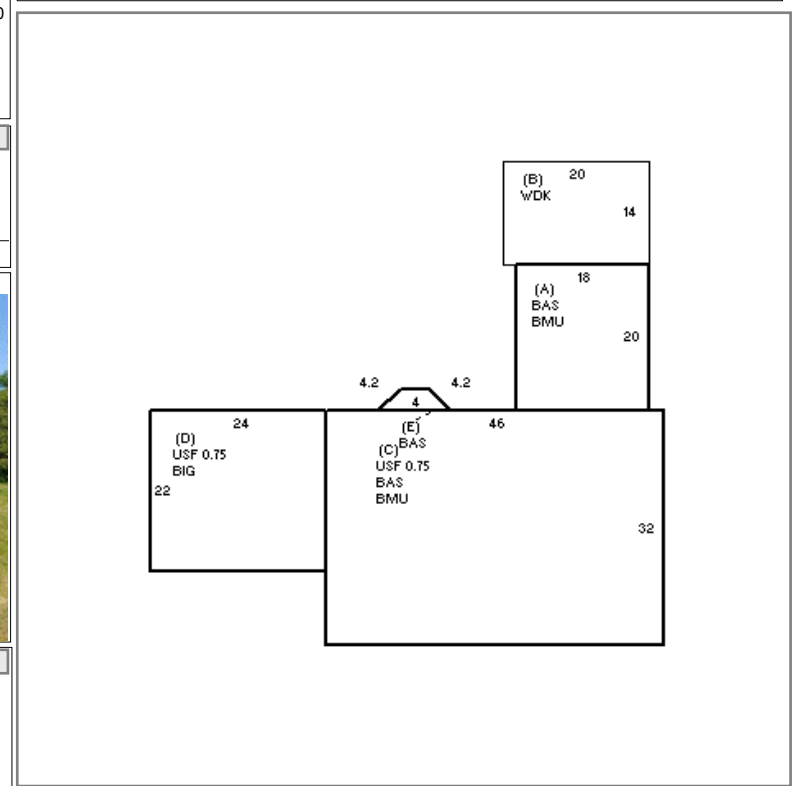 (B) 20
WDK
14
18
(A)
BAS
BMU
20
4.2 4.2
4
24
46
(E)
BAS
(D)
USF 0.75
BIG
22
(C)
USF 0.75
BAS
BMU
32